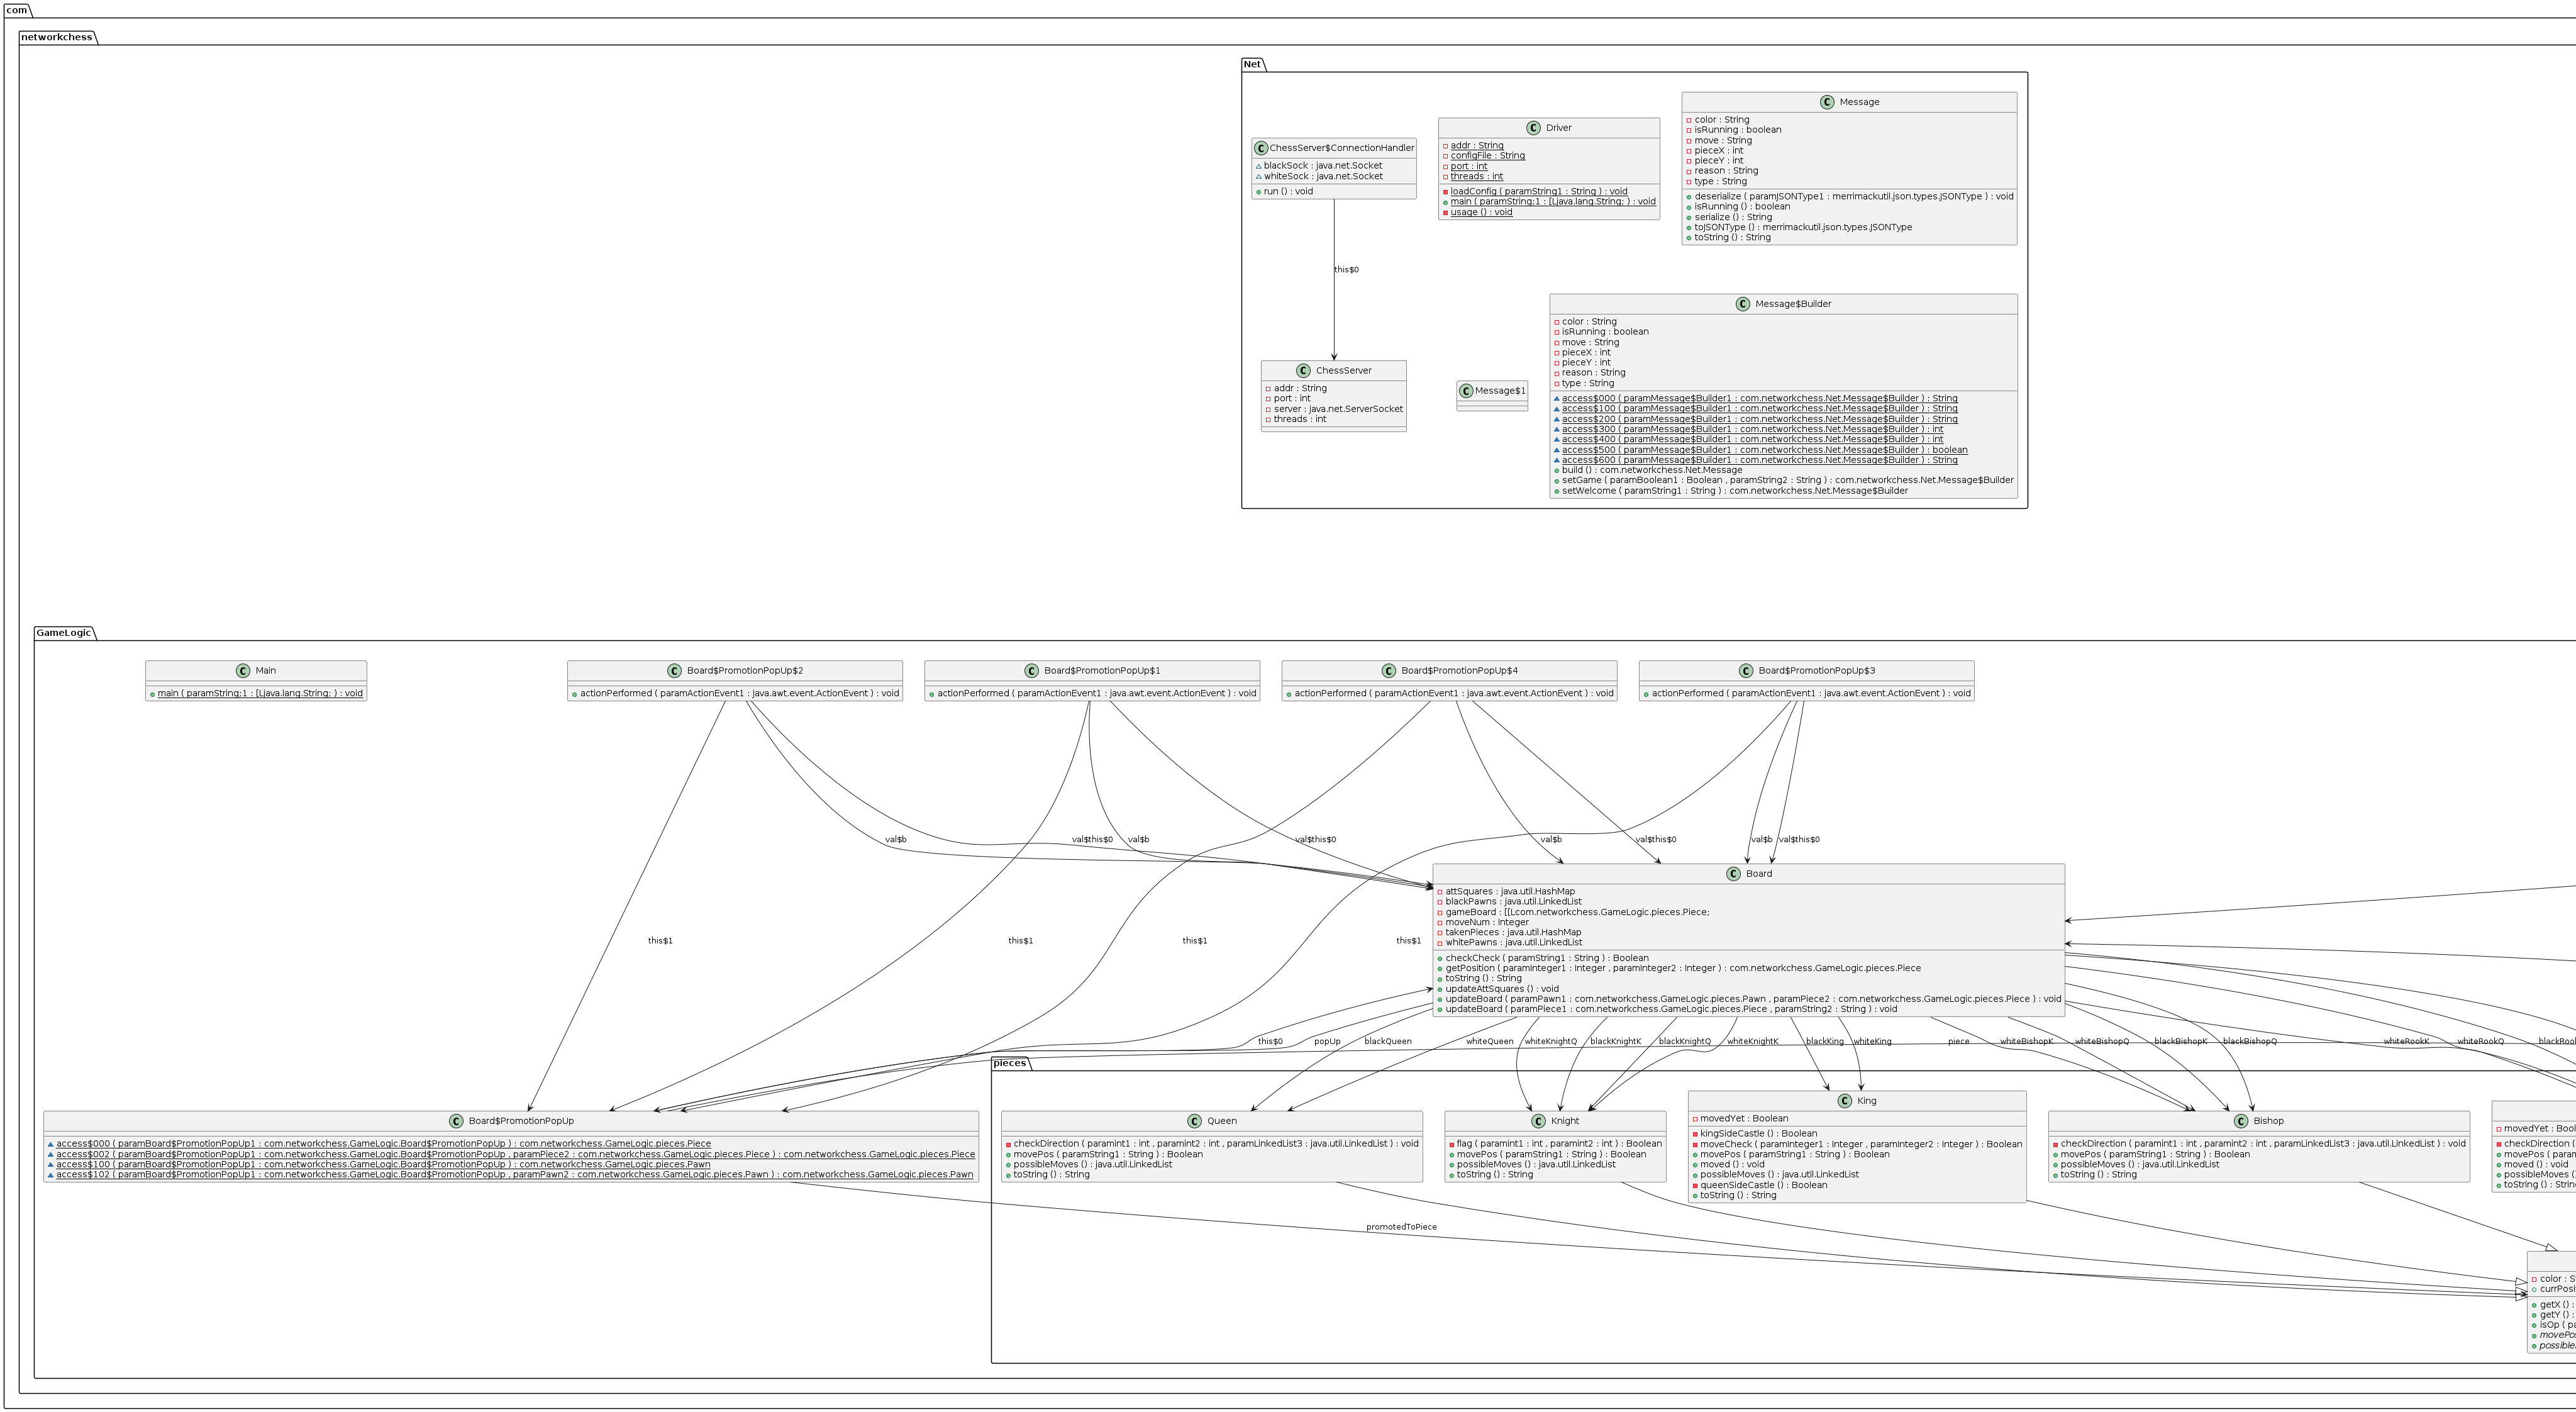 com
networkchess
Net
ChessServer$ConnectionHandler
blackSock : java.net.Socket
whiteSock : java.net.Socket
run () : void
Driver
addr : String
configFile : String
port : int
threads : int
loadConfig ( paramString1 : String ) : void
main ( paramString;1 : [Ljava.lang.String; ) : void
usage () : void
Message
color : String
isRunning : boolean
move : String
pieceX : int
pieceY : int
reason : String
type : String
deserialize ( paramJSONType1 : merrimackutil.json.types.JSONType ) : void
isRunning () : boolean
serialize () : String
toJSONType () : merrimackutil.json.types.JSONType
toString () : String
this$0
ChessServer
addr : String
port : int
server : java.net.ServerSocket
threads : int
Message$1
Message$Builder
color : String
isRunning : boolean
move : String
pieceX : int
pieceY : int
reason : String
type : String
access$000 ( paramMessage$Builder1 : com.networkchess.Net.Message$Builder ) : String
access$100 ( paramMessage$Builder1 : com.networkchess.Net.Message$Builder ) : String
access$200 ( paramMessage$Builder1 : com.networkchess.Net.Message$Builder ) : String
access$300 ( paramMessage$Builder1 : com.networkchess.Net.Message$Builder ) : int
access$400 ( paramMessage$Builder1 : com.networkchess.Net.Message$Builder ) : int
access$500 ( paramMessage$Builder1 : com.networkchess.Net.Message$Builder ) : boolean
access$600 ( paramMessage$Builder1 : com.networkchess.Net.Message$Builder ) : String
build () : com.networkchess.Net.Message
setGame ( paramBoolean1 : Boolean , paramString2 : String ) : com.networkchess.Net.Message$Builder
setWelcome ( paramString1 : String ) : com.networkchess.Net.Message$Builder
GameLogic
Main
main ( paramString;1 : [Ljava.lang.String; ) : void
Board$PromotionPopUp$2
actionPerformed ( paramActionEvent1 : java.awt.event.ActionEvent ) : void
Board$PromotionPopUp$1
actionPerformed ( paramActionEvent1 : java.awt.event.ActionEvent ) : void
Board$PromotionPopUp$4
actionPerformed ( paramActionEvent1 : java.awt.event.ActionEvent ) : void
Board$PromotionPopUp$3
actionPerformed ( paramActionEvent1 : java.awt.event.ActionEvent ) : void
val$b
val$this$0
val$b
val$this$0
val$b
val$this$0
val$b
val$this$0
this$1
this$1
this$1
this$1
Board
attSquares : java.util.HashMap
blackPawns : java.util.LinkedList
gameBoard : [[Lcom.networkchess.GameLogic.pieces.Piece;
moveNum : Integer
takenPieces : java.util.HashMap
whitePawns : java.util.LinkedList
checkCheck ( paramString1 : String ) : Boolean
getPosition ( paramInteger1 : Integer , paramInteger2 : Integer ) : com.networkchess.GameLogic.pieces.Piece
toString () : String
updateAttSquares () : void
updateBoard ( paramPawn1 : com.networkchess.GameLogic.pieces.Pawn , paramPiece2 : com.networkchess.GameLogic.pieces.Piece ) : void
updateBoard ( paramPiece1 : com.networkchess.GameLogic.pieces.Piece , paramString2 : String ) : void
this$0
popUp
blackQueen
whiteQueen
whiteKnightQ
blackKnightK
blackKnightQ
whiteKnightK
blackKing
whiteKing
piece
whiteBishopK
whiteBishopQ
blackBishopK
blackBishopQ
whiteRookK
whiteRookQ
blackRoo
pieces
Board$PromotionPopUp
access$000 ( paramBoard$PromotionPopUp1 : com.networkchess.GameLogic.Board$PromotionPopUp ) : com.networkchess.GameLogic.pieces.Piece
access$002 ( paramBoard$PromotionPopUp1 : com.networkchess.GameLogic.Board$PromotionPopUp , paramPiece2 : com.networkchess.GameLogic.pieces.Piece ) : com.networkchess.GameLogic.pieces.Piece
access$100 ( paramBoard$PromotionPopUp1 : com.networkchess.GameLogic.Board$PromotionPopUp ) : com.networkchess.GameLogic.pieces.Pawn
access$102 ( paramBoard$PromotionPopUp1 : com.networkchess.GameLogic.Board$PromotionPopUp , paramPawn2 : com.networkchess.GameLogic.pieces.Pawn ) : com.networkchess.GameLogic.pieces.Pawn
Queen
checkDirection ( paramint1 : int , paramint2 : int , paramLinkedList3 : java.util.LinkedList ) : void
movePos ( paramString1 : String ) : Boolean
possibleMoves () : java.util.LinkedList
toString () : String
Knight
flag ( paramint1 : int , paramint2 : int ) : Boolean
movePos ( paramString1 : String ) : Boolean
possibleMoves () : java.util.LinkedList
toString () : String
King
movedYet : Boolean
kingSideCastle () : Boolean
moveCheck ( paramInteger1 : Integer , paramInteger2 : Integer ) : Boolean
movePos ( paramString1 : String ) : Boolean
moved () : void
possibleMoves () : java.util.LinkedList
queenSideCastle () : Boolean
toString () : String
Bishop
checkDirection ( paramint1 : int , paramint2 : int , paramLinkedList3 : java.util.LinkedList ) : void
movePos ( paramString1 : String ) : Boolean
possibleMoves () : java.util.LinkedList
toString () : String
movedYet : Bool
checkDirection (
movePos ( param
moved () : void
possibleMoves (
toString () : Strin
promotedToPiece
color : S
currPosi
getX () :
getY () :
isOp ( pa
movePos
possible